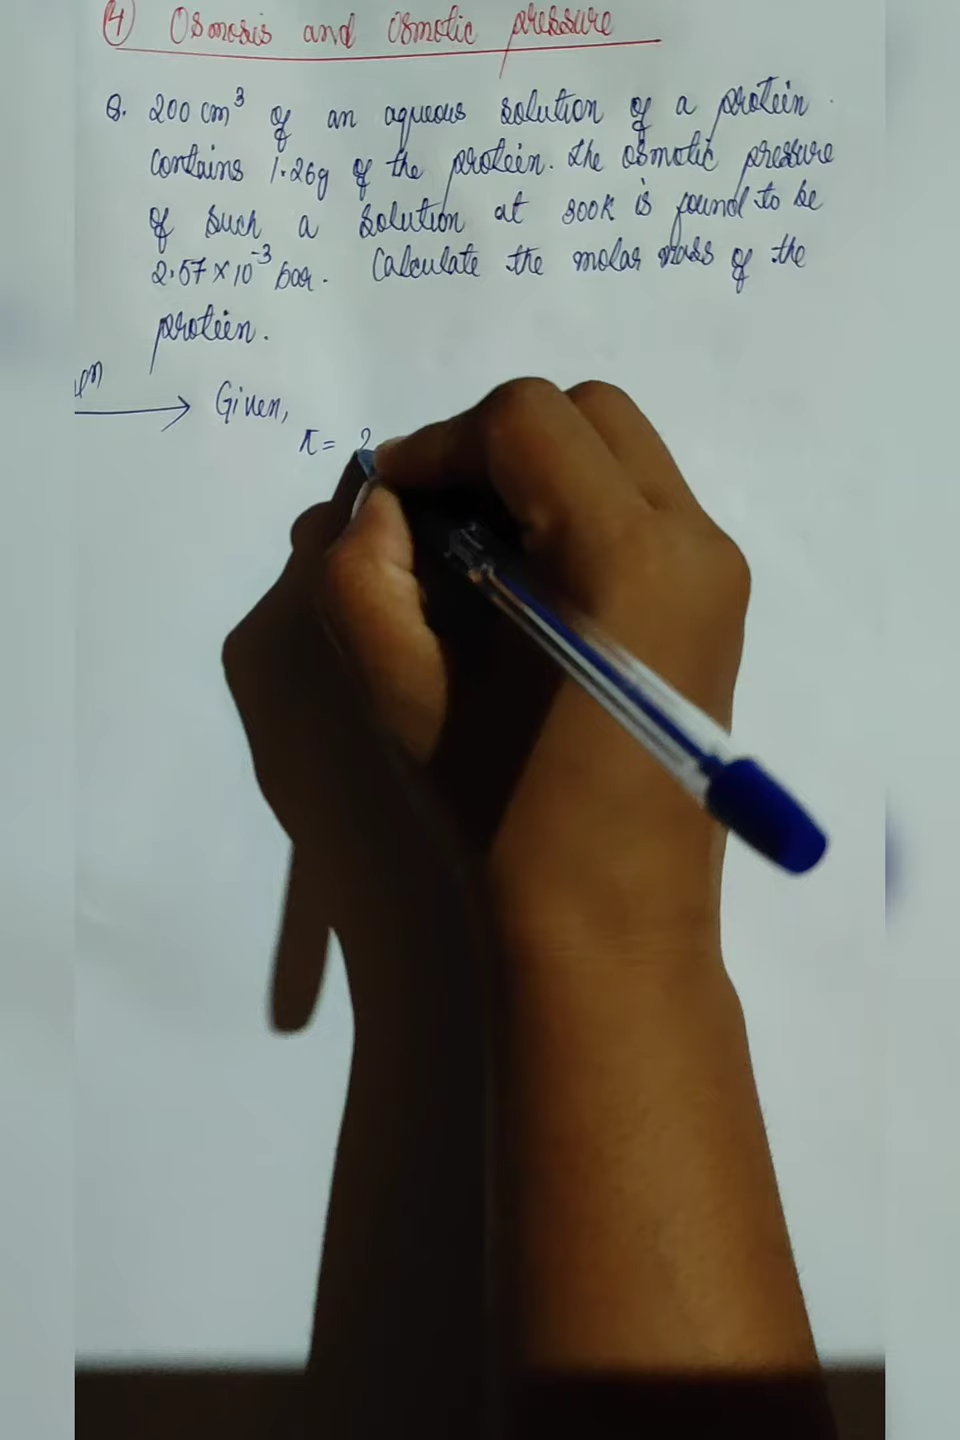 4 Osmosis and Osmotic pressure
Q. 200 cm³ of an aqueous solution of a protein
contains 1.26g of the protein. The osmotic pressure
of such a solution at 300K is found to be
2.57 × 10⁻³ bar. Calculate the molar mass of the
protein.
Given,
π = 2